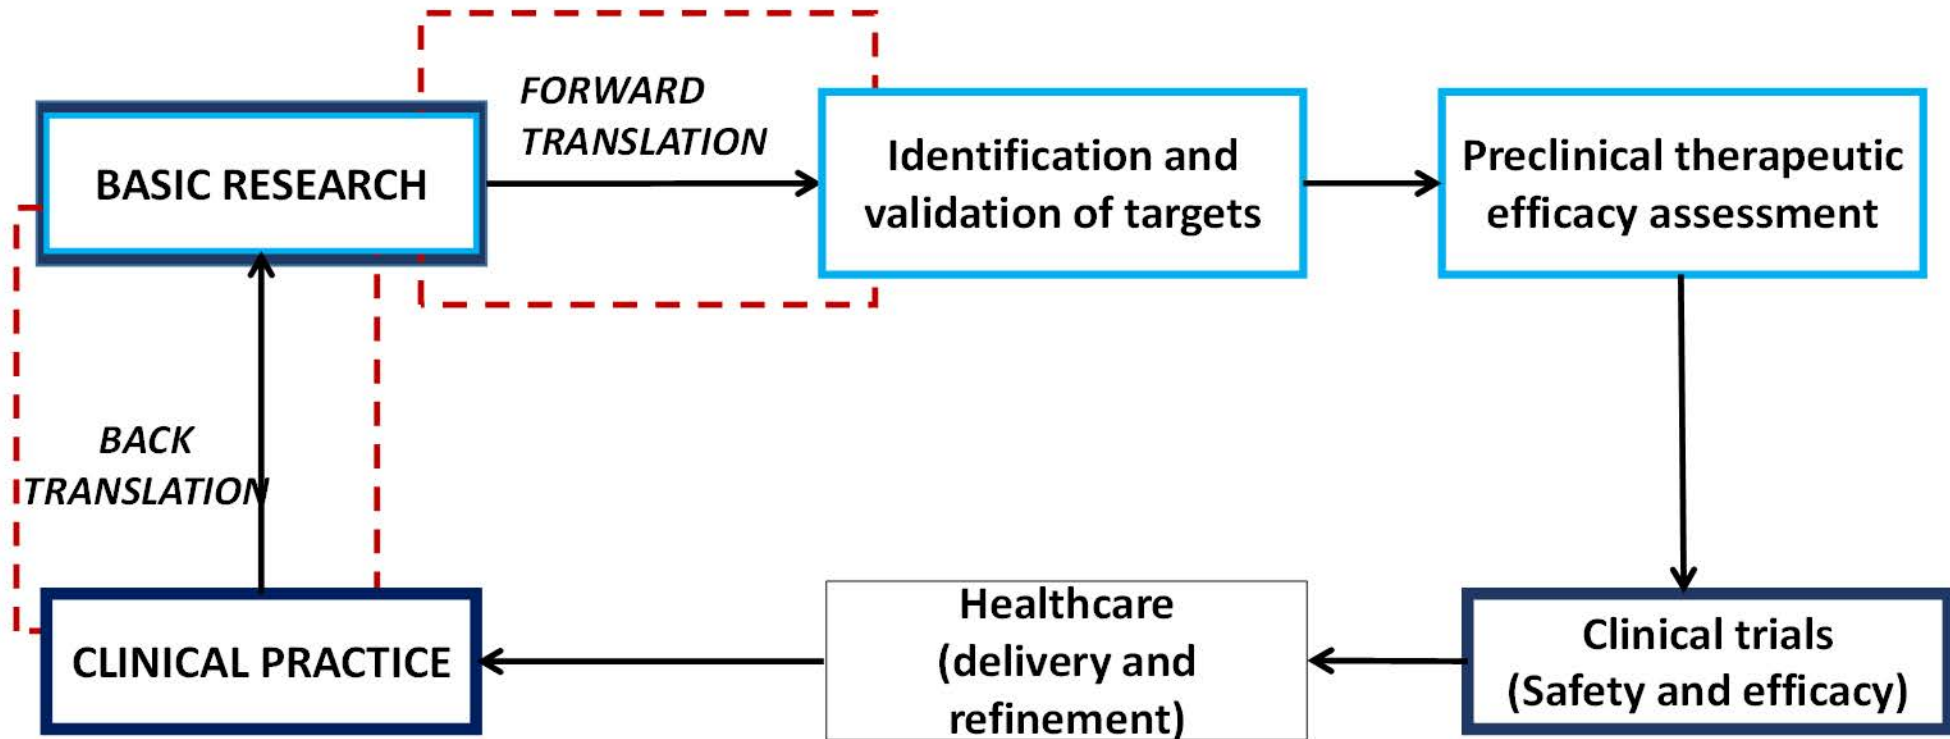 FORWARD
TRANSLATION
BASIC RESEARCH
Identification and
validation of targets
Preclinical therapeutic
efficacy assessment
BACK
TRANSLATION
CLINICAL PRACTICE
Healthcare
(delivery and
refinement)
Clinical trials
(Safety and efficacy)